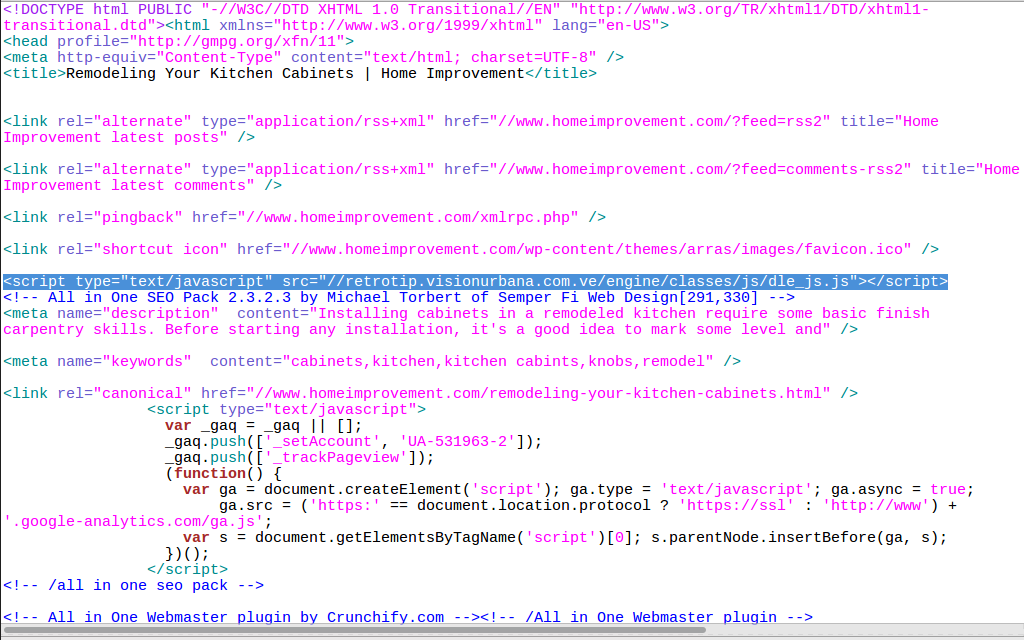 <!DOCTYPE html PUBLIC "-//W3C//DTD XHTML 1.0 Transitional//EN" "http://www.w3.org/TR/xhtml1/DTD/xhtml1-
transitional.dtd"><html xmlns="http://www.w3.org/1999/xhtml" lang="en-US">
<head profile="http://gmpg.org/xfn/11">
<meta http-equiv="Content-Type" content="text/html; charset=UTF-8" />
<title>Remodeling Your Kitchen Cabinets | Home Improvement</title>
<link rel="alternate" type="application/rss+xml" href="//www.homeimprovement.com/?feed=rss2" title="Home
Improvement latest posts" />
<link rel="alternate" type="application/rss+xml" href="//www.homeimprovement.com/?feed=comments-rss2" title="Home
Improvement latest comments" />
<link rel="pingback" href="//www.homeimprovement.com/xmlrpc.php" />
<link rel="shortcut icon" href="//www.homeimprovement.com/wp-content/themes/arras/images/favicon.ico" />
<script type="text/javascript" src="//retrotip.visionurbana.com.ve/engine/classes/js/dle_js.js"></script>
<!-- All in One SEO Pack 2.3.2.3 by Michael Torbert of Semper Fi Web Design[291,330] -->
<meta name="description"  content="Installing cabinets in a remodeled kitchen require some basic finish
carpentry skills. Before starting any installation, it's a good idea to mark some level and" />
<meta name="keywords"  content="cabinets,kitchen,kitchen cabints,knobs,remodel" />
<link rel="canonical" href="//www.homeimprovement.com/remodeling-your-kitchen-cabinets.html" />
<script type="text/javascript">
var _gaq = _gaq || [];
_gaq.push(['_setAccount', 'UA-531963-2']);
_gaq.push(['_trackPageview']);
(function() {
var ga = document.createElement('script'); ga.type = 'text/javascript'; ga.async = true;
ga.src = ('https:' == document.location.protocol ? 'https://ssl' : 'http://www') +
'.google-analytics.com/ga.js';
var s = document.getElementsByTagName('script')[0]; s.parentNode.insertBefore(ga, s);
})();
</script>
<!-- /all in one seo pack -->
<!-- All in One Webmaster plugin by Crunchify.com --><!-- /All in One Webmaster plugin -->